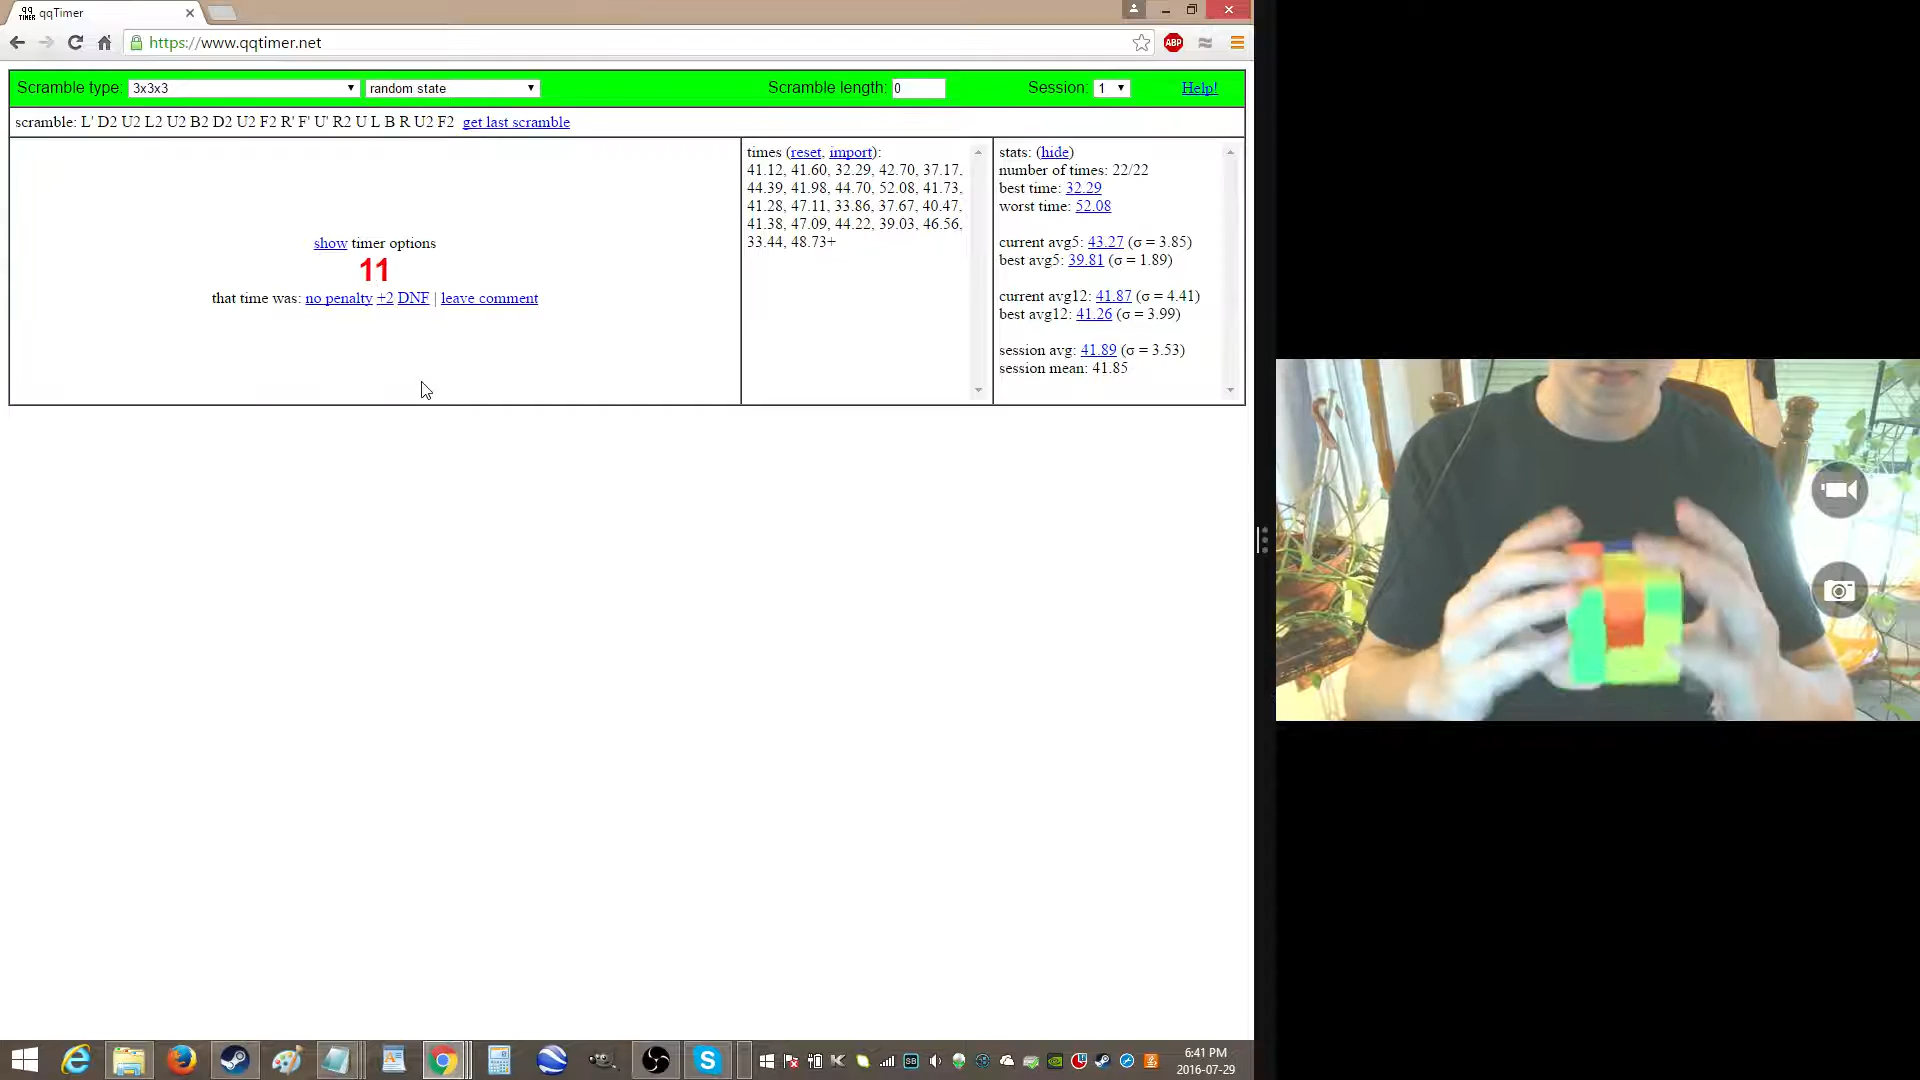 qqTimer
https://www.qqtimer.net
ABP
Scramble type: 3x3x3 random state Scramble length: 0 Session: 1 Help!
scramble: L' D2 U2 L2 U2 B2 D2 U2 F2 R' F' U' R2 U L B R U2 F2 get last scramble
show timer options
11
that time was: no penalty +2 DNF | leave comment
times (reset, import):
41.12, 41.60, 32.29, 42.70, 37.17,
44.39, 41.98, 44.70, 52.08, 41.73,
41.28, 47.11, 33.86, 37.67, 40.47,
41.38, 47.09, 44.22, 39.03, 46.56,
33.44, 48.73+
stats: (hide)
number of times: 22/22
best time: 32.29
worst time: 52.08
current avg5: 43.27 (σ = 3.85)
best avg5: 39.81 (σ = 1.89)
current avg12: 41.87 (σ = 4.41)
best avg12: 41.26 (σ = 3.99)
session avg: 41.89 (σ = 3.53)
session mean: 41.85
6:41 PM
2016-07-29